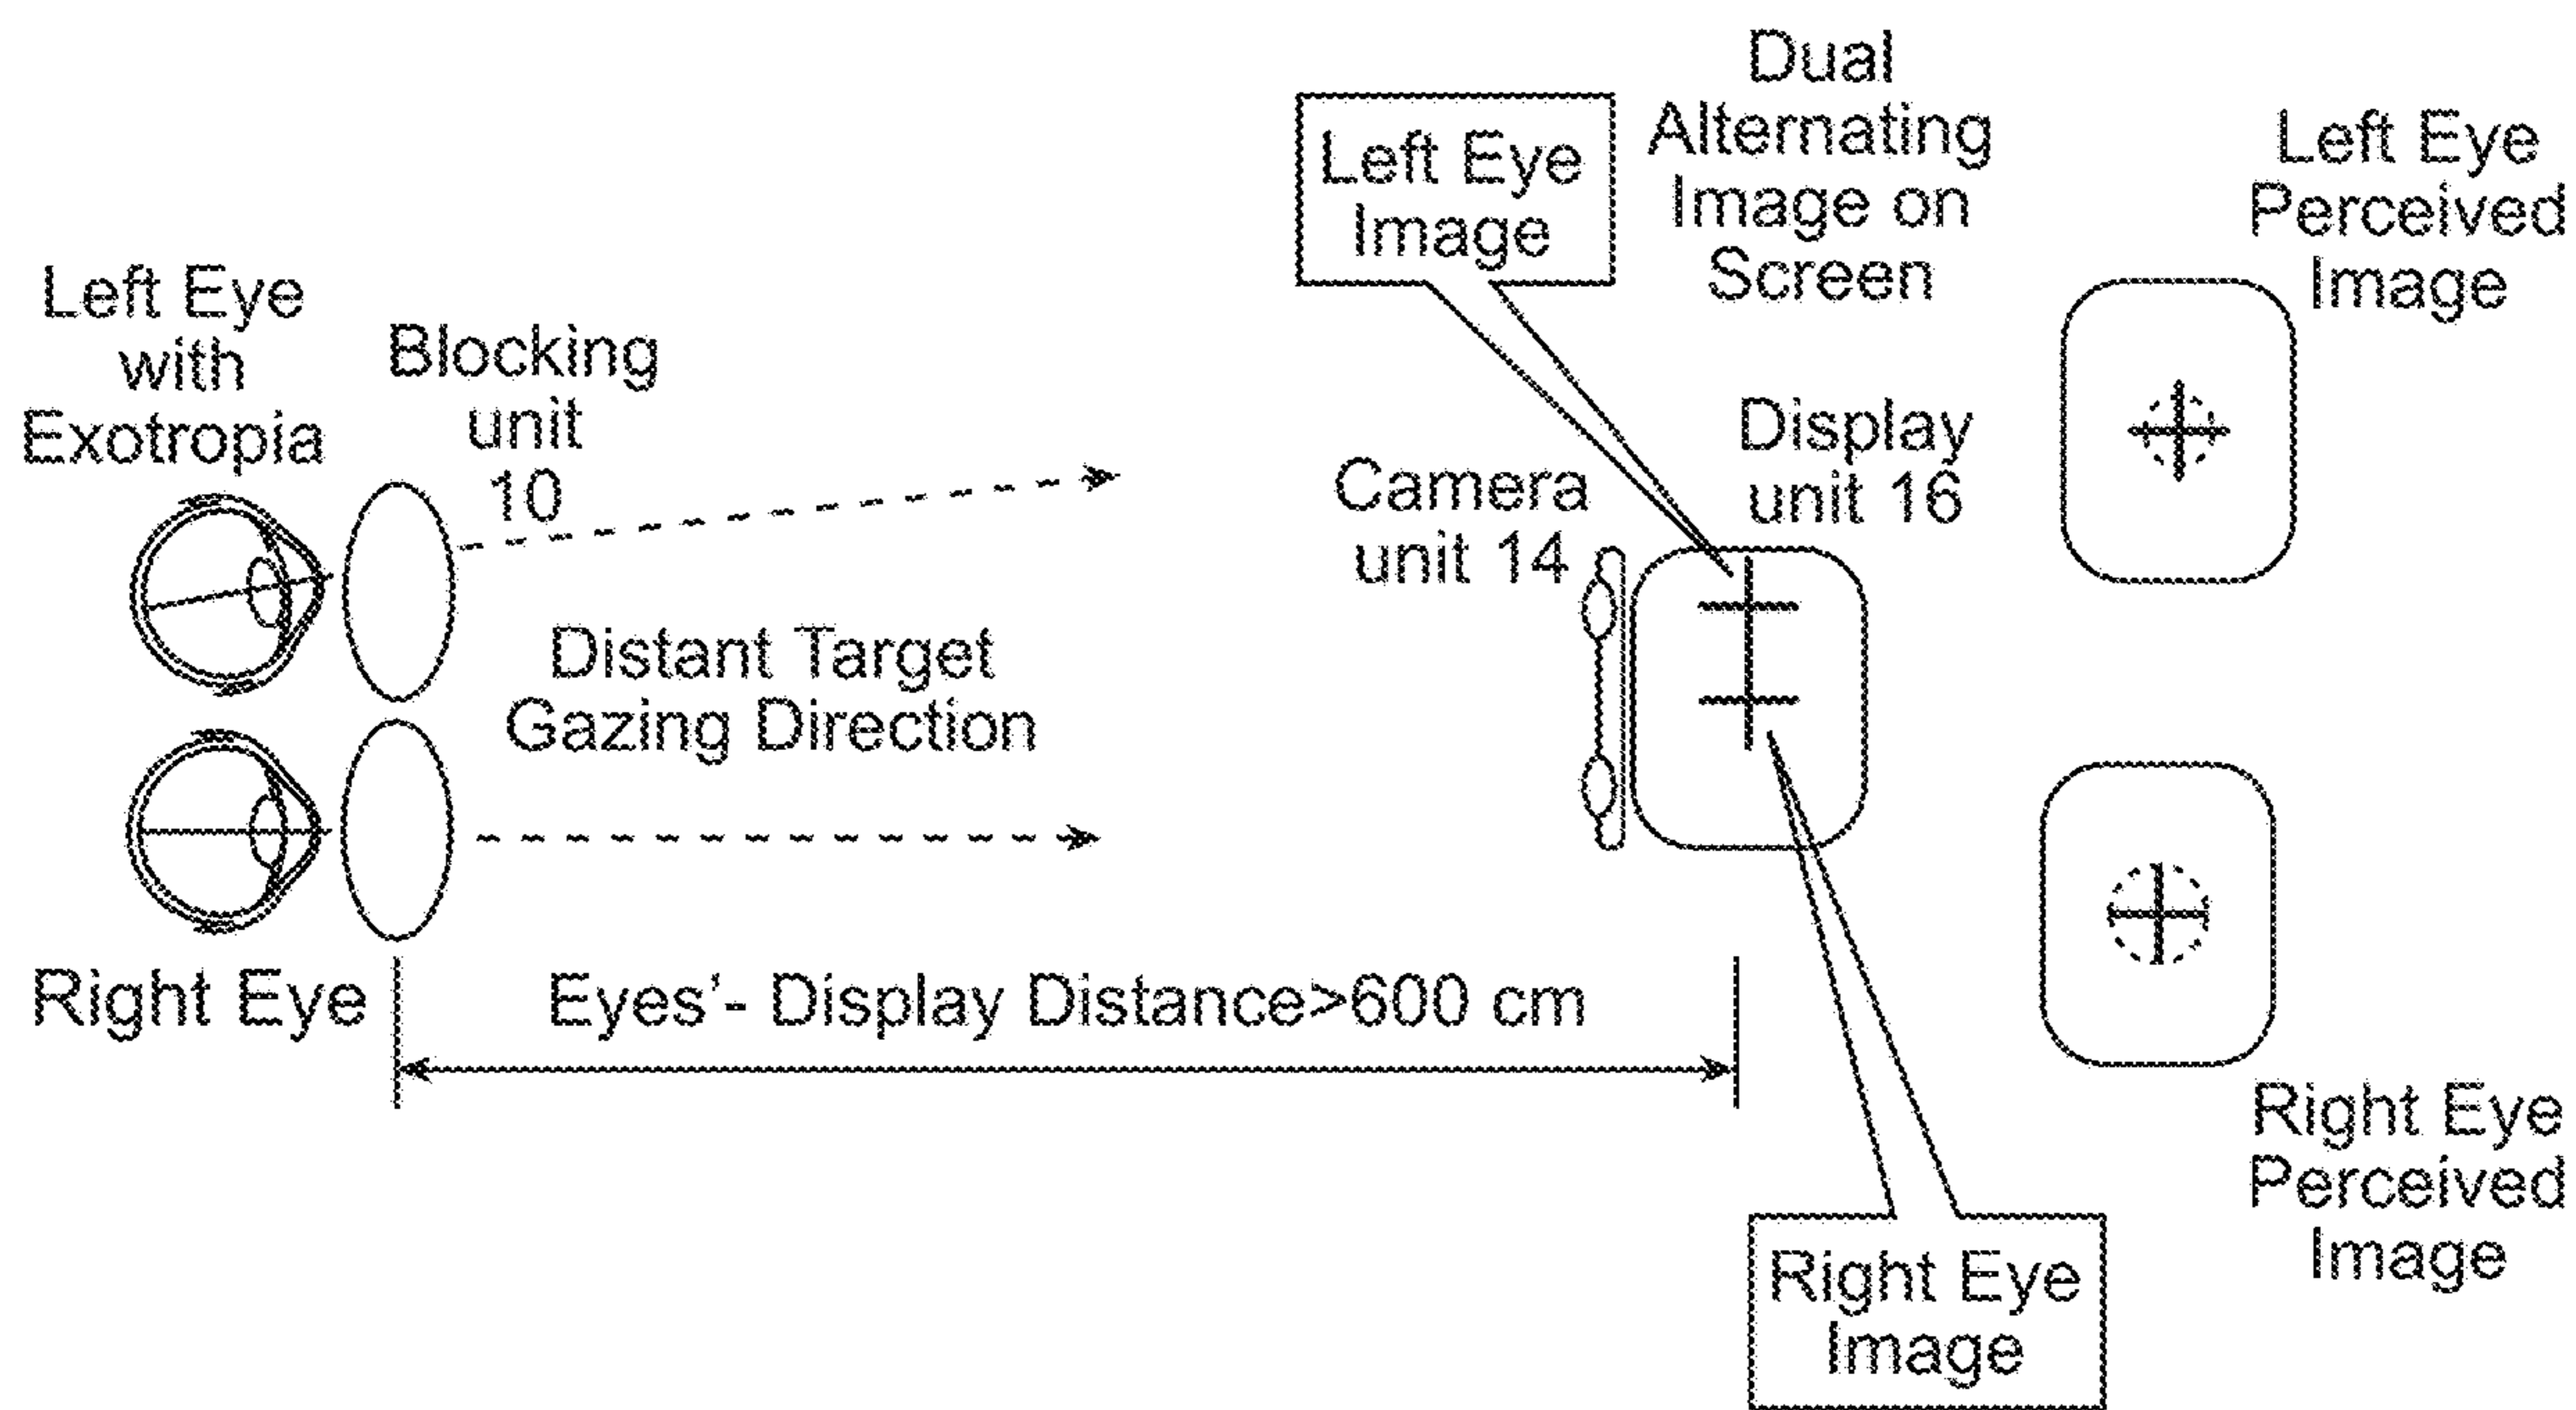 Dual
Alternating
Image on
Screen
Left Eye
Image
Left Eye
Perceived
Image
Left Eye
with
Exotropia
Blocking
unit
10
Display
unit 16
Camera
unit 14
Distant Target
Gazing Direction
Right Eye
Eyes'- Display Distance>600 cm
Right Eye
Perceived
Image
Right Eye
Image